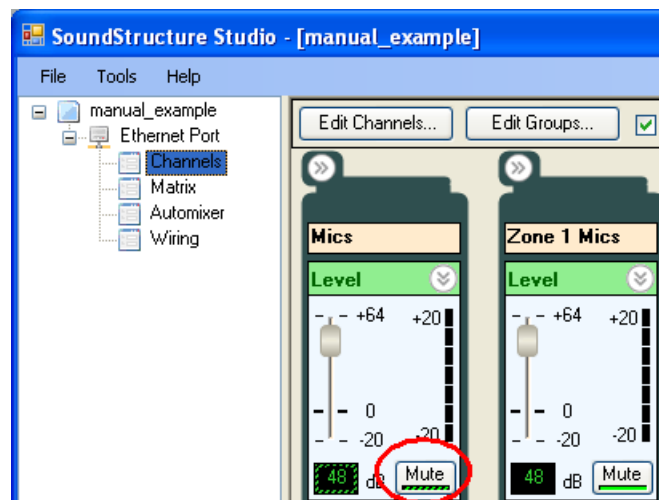 SoundStructure Studio - [manual_example]
File Tools Help
manual_example
Ethernet Port
Channels
Matrix
Automixer
Wiring
Edit Channels... Edit Groups...
Mics
Level
+64 +20
0
-20 -20
48 dB Mute
Zone 1 Mics
Level
+64 +20
0
-20 -20
48 dB Mute